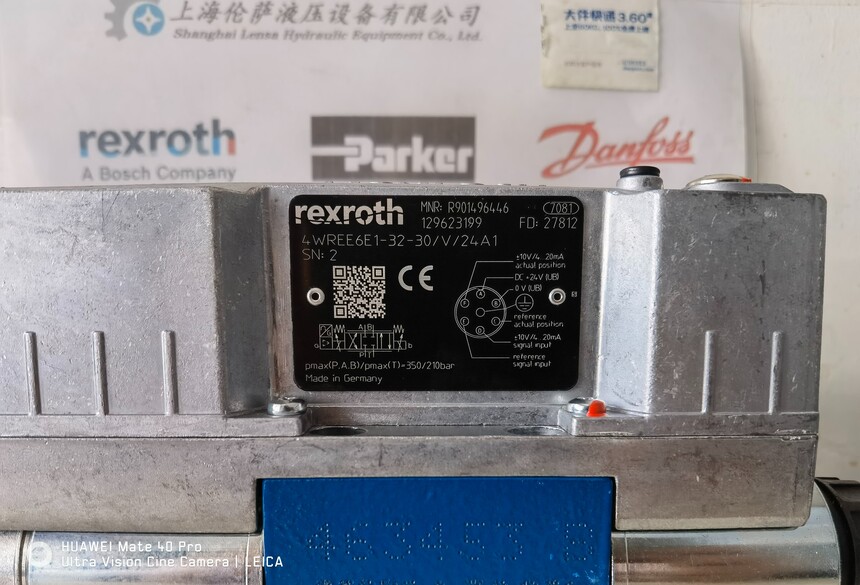 上海伦萨液压设备有限公司
Shanghai Lensa Hydraulic Equipment Co., Ltd.
大件快递3.60°
rexroth
A Bosch Company
Parker
Danfoss
rexroth
MNR: R901496446
7081
129623199
FD: 27812
4WREE6E1-32-30/V/24A1
SN: 2
CE
±10V/4..20mA
actual position
DC +24V (UB)
0 V (UB)
reference
actual position
±10V/4..20mA
signal input
reference
signal input
A
B
C
D
E
F
A B
a
b
P T
pmax(P,A,B)/pmax(T)=350/210bar
Made in Germany
463453 B
HUAWEI Mate 40 Pro
Ultra Vision Cine Camera | LEICA